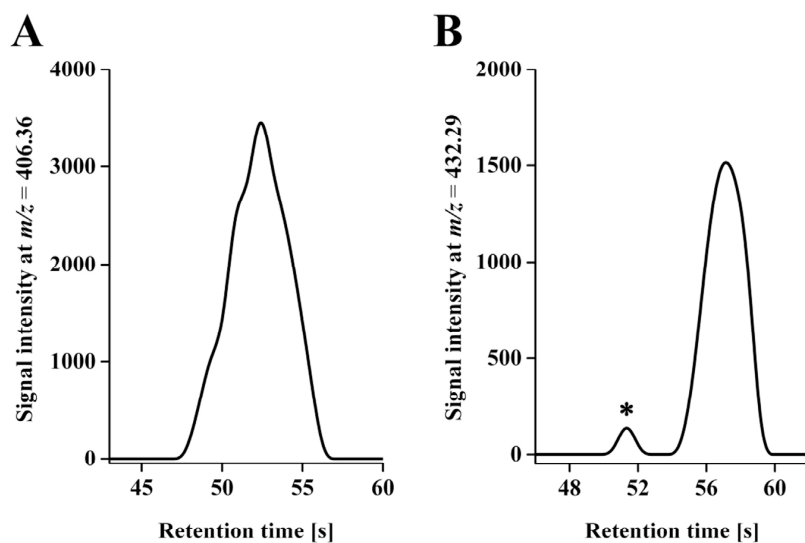 A
Signal intensity at m/z = 406.36
4000
3000
2000
1000
0
45 50 55 60
Retention time [s]
B
Signal intensity at m/z = 432.29
2000
1500
1000
500
0
*
48 52 56 60
Retention time [s]